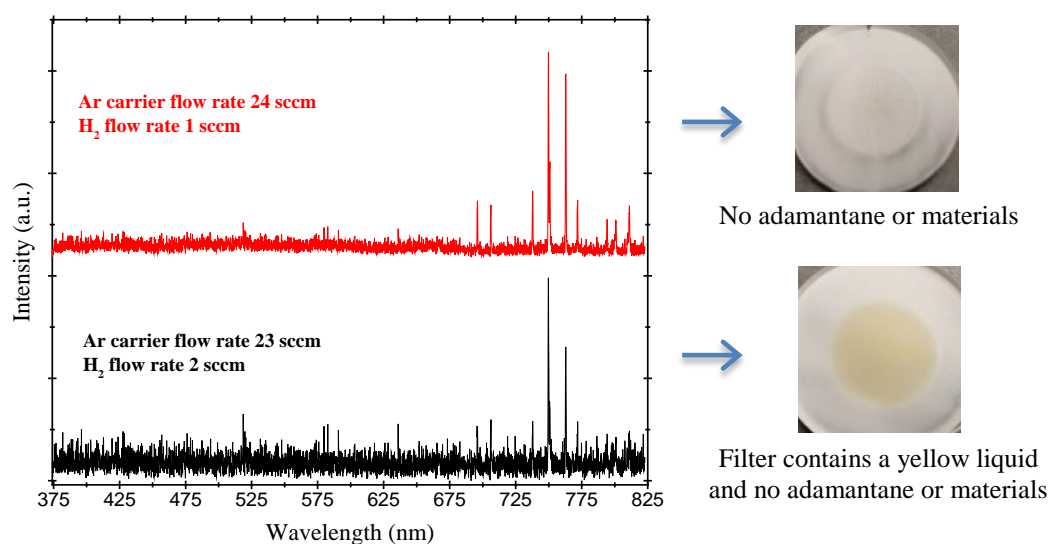 Ar carrier flow rate 24 sccm
H₂ flow rate 1 sccm
No adamantane or materials
Intensity (a.u.)
Ar carrier flow rate 23 sccm
H₂ flow rate 2 sccm
Filter contains a yellow liquid
and no adamantane or materials
375 425 475 525 575 625 675 725 775 825
Wavelength (nm)